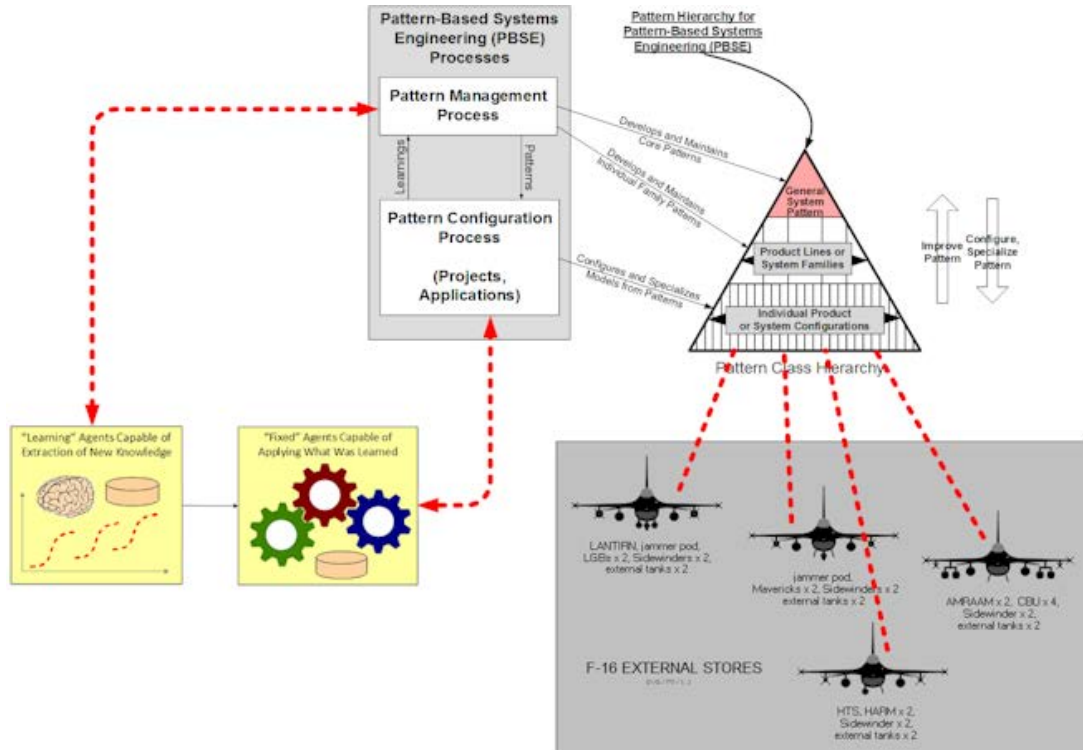 Pattern-Based Systems
Engineering (PBSE)
Processes
Pattern Management
Process
Learnings
Patterns
Pattern Configuration
Process
(Projects,
Applications)
Pattern Hierarchy for
Pattern-Based Systems
Engineering (PBSE)
Develops and Maintains
Core Patterns
Develops and Maintains
Individual Family Patterns
Configures and Specializes
Models from Patterns
General
System
Pattern
Product Lines or
System Families
Individual Product
or System Configurations
Pattern Class Hierarchy
Improve
Pattern
Configure,
Specialize
Pattern
"Learning" Agents Capable of
Extraction of New Knowledge
"Fixed" Agents Capable of
Applying What Was Learned
LANTIRN, jammer pod,
LGBs x 2, Sidewinders x 2,
external tanks x 2
jammer pod,
Mavericks x 2, Sidewinders x 2
external tanks x 2
AMRAAM x 2, CBU x 4,
Sidewinder x 2,
external tanks x 2
F-16 EXTERNAL STORES
HTS, HARM x 2,
Sidewinder x 2,
external tanks x 2